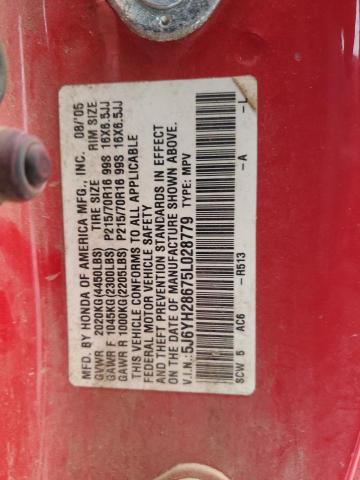 MFD. BY HONDA OF AMERICA MFG., INC. 08/'05
GVWR 2020KG(4450LBS) TIRE SIZE RIM SIZE
GAWR F 1045KG(2300LBS) P215/70R16 99S 16X6.5JJ
GAWR R 1000KG(2205LBS) P215/70R16 99S 16X6.5JJ
THIS VEHICLE CONFORMS TO ALL APPLICABLE
FEDERAL MOTOR VEHICLE SAFETY
AND THEFT PREVENTION STANDARDS IN EFFECT
ON THE DATE OF MANUFACTURE SHOWN ABOVE.
V.I.N.: 5J6YH28675L028779 TYPE: MPV
SCW 5 AC6 -R513 -A -L